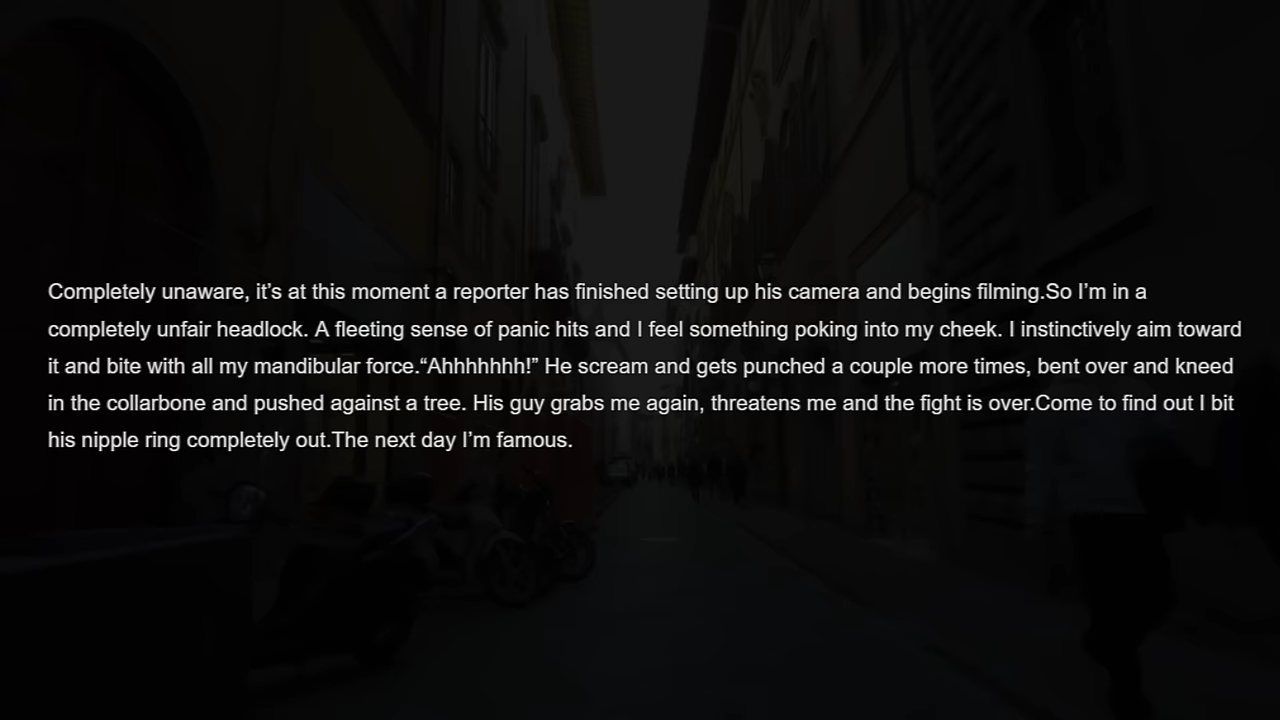 Completely unaware, it’s at this moment a reporter has finished setting up his camera and begins filming.So I’m in a
completely unfair headlock. A fleeting sense of panic hits and I feel something poking into my cheek. I instinctively aim toward
it and bite with all my mandibular force.“Ahhhhhhh!” He scream and gets punched a couple more times, bent over and kneed
in the collarbone and pushed against a tree. His guy grabs me again, threatens me and the fight is over.Come to find out I bit
his nipple ring completely out.The next day I’m famous.